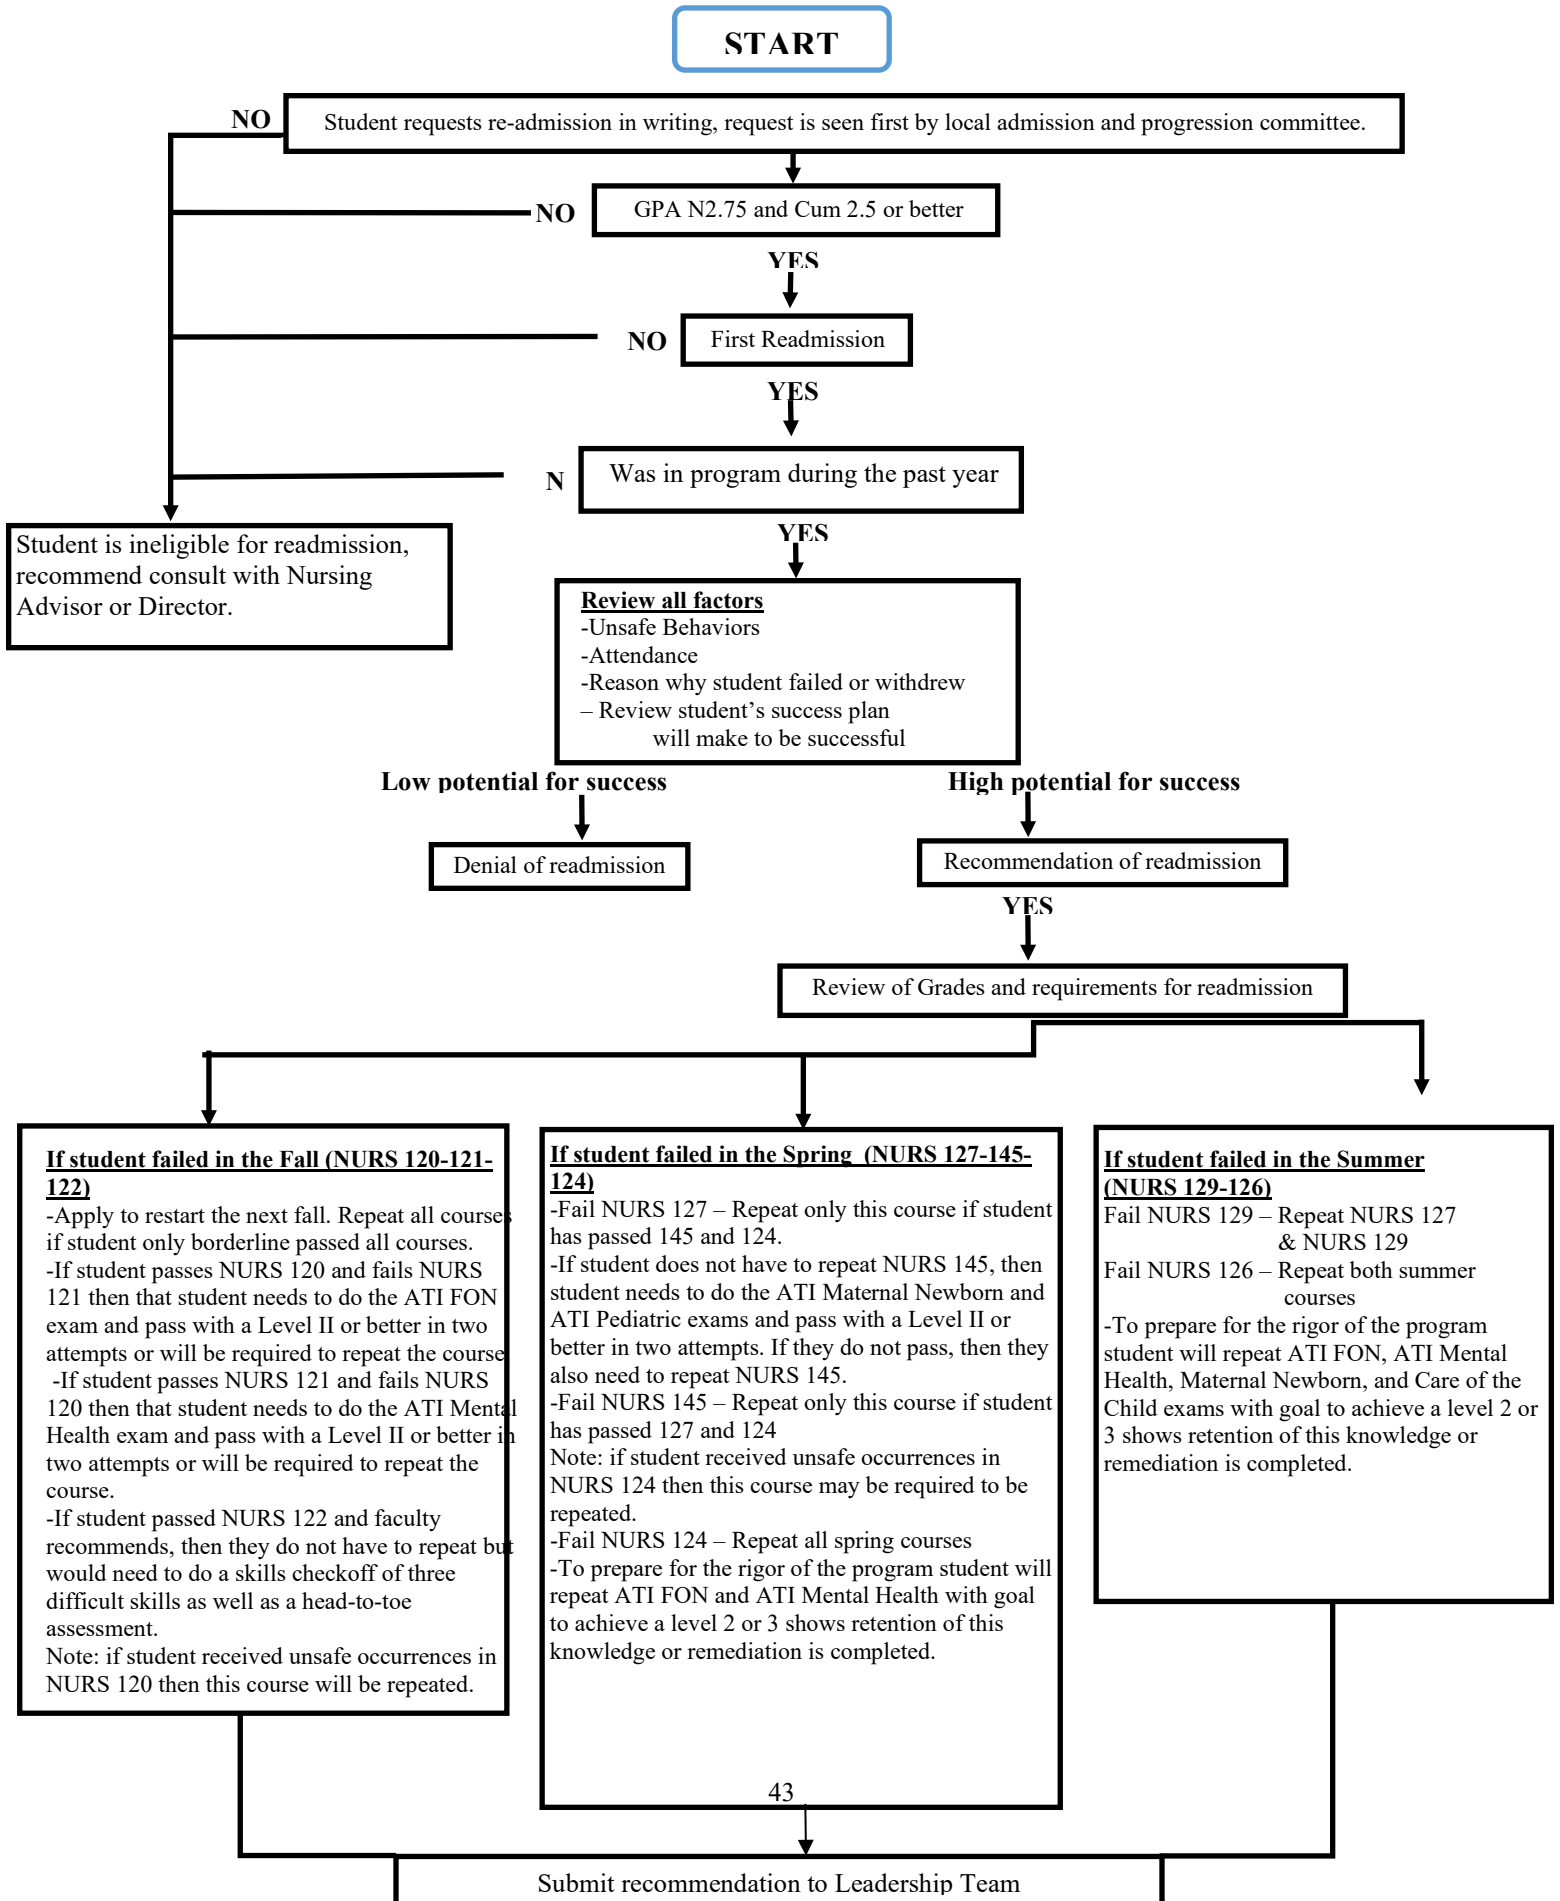 START
NO
Student requests re-admission in writing, request is seen first by local admission and progression committee.
NO
GPA N2.75 and Cum 2.5 or better
YES
NO
First Readmission
YES
N
Was in program during the past year
YES
Student is ineligible for readmission,
recommend consult with Nursing
Advisor or Director.
Review all factors
-Unsafe Behaviors
-Attendance
-Reason why student failed or withdrew
– Review student’s success plan
will make to be successful
Low potential for success
High potential for success
Denial of readmission
Recommendation of readmission
YES
Review of Grades and requirements for readmission
If student failed in the Fall (NURS 120-121-
122)
-Apply to restart the next fall. Repeat all courses
if student only borderline passed all courses.
-If student passes NURS 120 and fails NURS
121 then that student needs to do the ATI FON
exam and pass with a Level II or better in two
attempts or will be required to repeat the course.
-If student passes NURS 121 and fails NURS
120 then that student needs to do the ATI Mental
Health exam and pass with a Level II or better in
two attempts or will be required to repeat the
course.
-If student passed NURS 122 and faculty
recommends, then they do not have to repeat but
would need to do a skills checkoff of three
difficult skills as well as a head-to-toe
assessment.
Note: if student received unsafe occurrences in
NURS 120 then this course will be repeated.
If student failed in the Spring (NURS 127-145-
124)
-Fail NURS 127 – Repeat only this course if student
has passed 145 and 124.
-If student does not have to repeat NURS 145, then
student needs to do the ATI Maternal Newborn and
ATI Pediatric exams and pass with a Level II or
better in two attempts. If they do not pass, then they
also need to repeat NURS 145.
-Fail NURS 145 – Repeat only this course if student
has passed 127 and 124
Note: if student received unsafe occurrences in
NURS 124 then this course may be required to be
repeated.
-Fail NURS 124 – Repeat all spring courses
-To prepare for the rigor of the program student will
repeat ATI FON and ATI Mental Health with goal
to achieve a level 2 or 3 shows retention of this
knowledge or remediation is completed.
If student failed in the Summer
(NURS 129-126)
Fail NURS 129 – Repeat NURS 127
& NURS 129
Fail NURS 126 – Repeat both summer
courses
-To prepare for the rigor of the program
student will repeat ATI FON, ATI Mental
Health, Maternal Newborn, and Care of the
Child exams with goal to achieve a level 2 or
3 shows retention of this knowledge or
remediation is completed.
43
Submit recommendation to Leadership Team